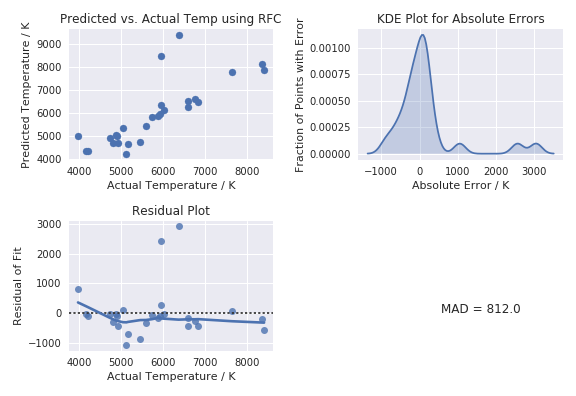 Predicted vs. Actual Temp using RFC
Predicted Temperature / K
9000
8000
7000
6000
5000
4000
4000 5000 6000 7000 8000
Actual Temperature / K
KDE Plot for Absolute Errors
Fraction of Points with Error
0.00100
0.00075
0.00050
0.00025
0.00000
−1000 0 1000 2000 3000
Absolute Error / K
Residual Plot
Residual of Fit
3000
2000
1000
0
−1000
4000 5000 6000 7000 8000
Actual Temperature / K
MAD = 812.0